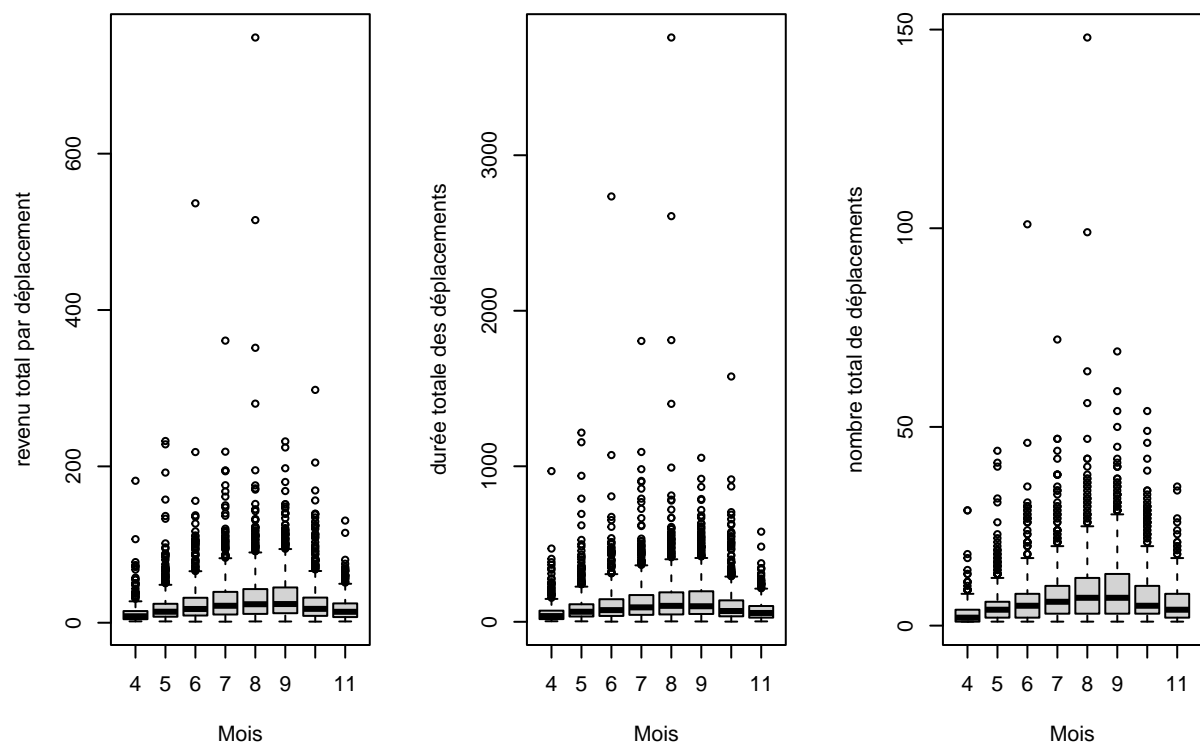 revenu total par déplacement
0 200 400 600
4 5 6 7 8 9 11
Mois
durée totale des déplacements
0 1000 2000 3000
4 5 6 7 8 9 11
Mois
nombre total de déplacements
0 50 100 150
4 5 6 7 8 9 11
Mois